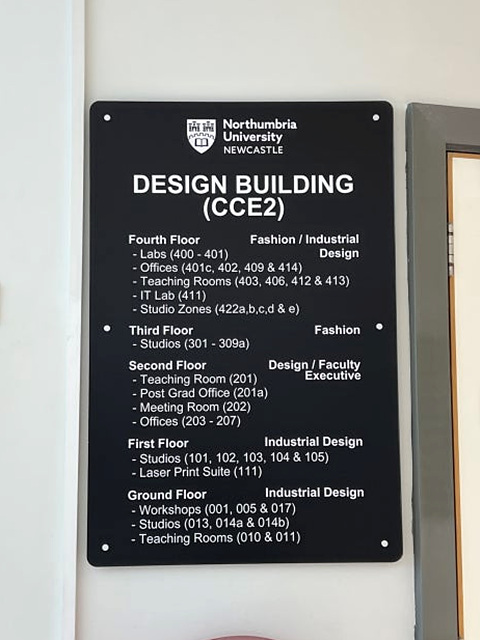 Northumbria
University
NEWCASTLE
DESIGN BUILDING
(CCE2)
Fourth Floor Fashion / Industrial
- Labs (400 - 401) Design
- Offices (401c, 402, 409 & 414)
- Teaching Rooms (403, 406, 412 & 413)
- IT Lab (411)
- Studio Zones (422a,b,c,d & e)
Third Floor Fashion
- Studios (301 - 309a)
Second Floor Design / Faculty
- Teaching Room (201) Executive
- Post Grad Office (201a)
- Meeting Room (202)
- Offices (203 - 207)
First Floor Industrial Design
- Studios (101, 102, 103, 104 & 105)
- Laser Print Suite (111)
Ground Floor Industrial Design
- Workshops (001, 005 & 017)
- Studios (013, 014a & 014b)
- Teaching Rooms (010 & 011)